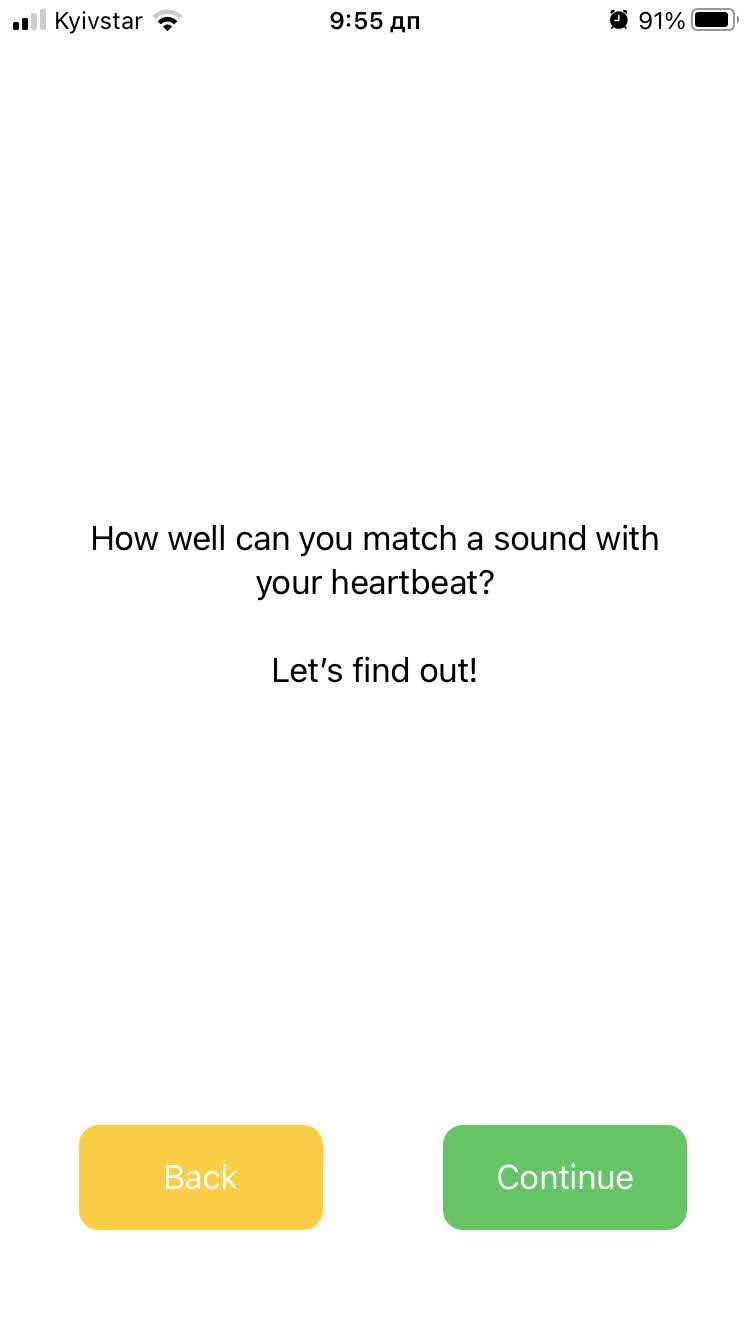 Kyivstar 9:55 дп 91%
How well can you match a sound with
your heartbeat?
Let’s find out!
Back Continue